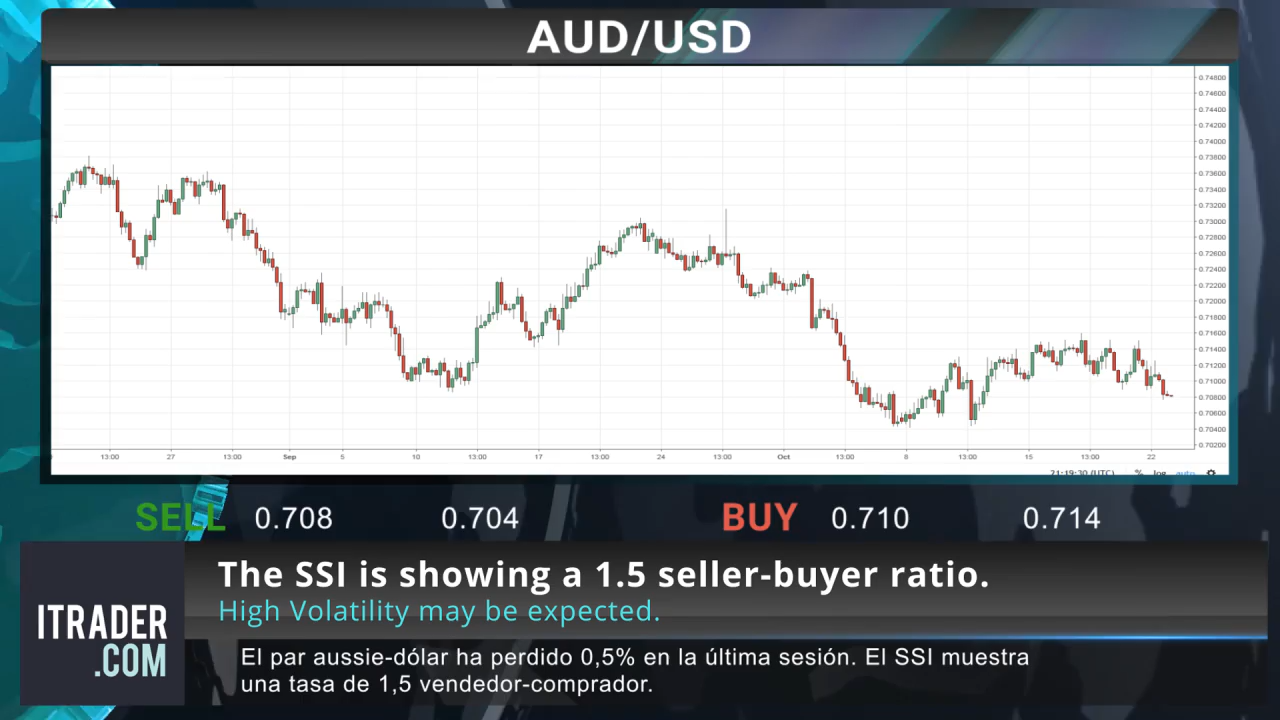 AUD/USD
0.74800
0.74600
0.74400
0.74200
0.74000
0.73800
0.73600
0.73400
0.73200
0.73000
0.72800
0.72600
0.72400
0.72200
0.72000
0.71800
0.71600
0.71400
0.71200
0.71000
0.70800
0.70600
0.70400
0.70200
13:00 27 13:00 Sep 5 10 13:00 17 13:00 24 13:00 Oct 13:00 8 13:00 15 13:00 22
21:19:30 (UTC) % log auto
SELL 0.708 0.704 BUY 0.710 0.714
The SSI is showing a 1.5 seller-buyer ratio.
High Volatility may be expected.
ITRADER
.COM
El par aussie-dólar ha perdido 0,5% en la última sesión. El SSI muestra
una tasa de 1,5 vendedor-comprador.